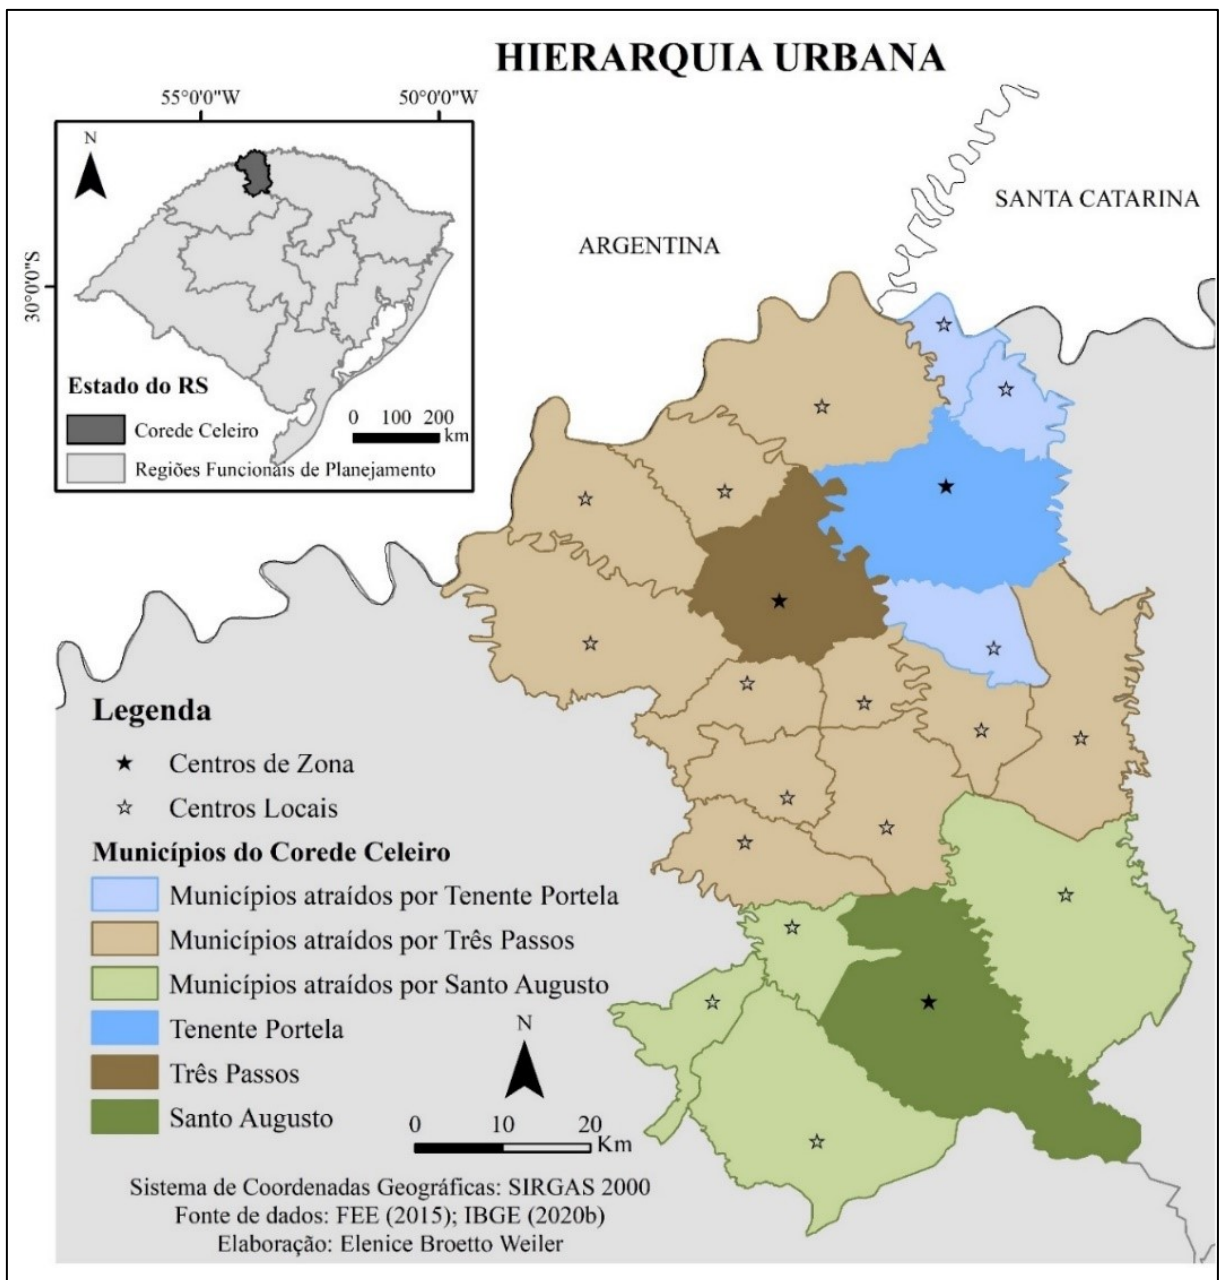 HIERARQUIA URBANA
55°0'0"W
50°0'0"W
N
30°0'0"S
Estado do RS
0 100 200
km
Corede Celeiro
Regiões Funcionais de Planejamento
ARGENTINA
SANTA CATARINA
Legenda
Centros de Zona
Centros Locais
Municípios do Corede Celeiro
Municípios atraídos por Tenente Portela
Municípios atraídos por Três Passos
Municípios atraídos por Santo Augusto
Tenente Portela
Três Passos
Santo Augusto
N
0 10 20
Km
Sistema de Coordenadas Geográficas: SIRGAS 2000
Fonte de dados: FEE (2015); IBGE (2020b)
Elaboração: Elenice Broetto Weiler